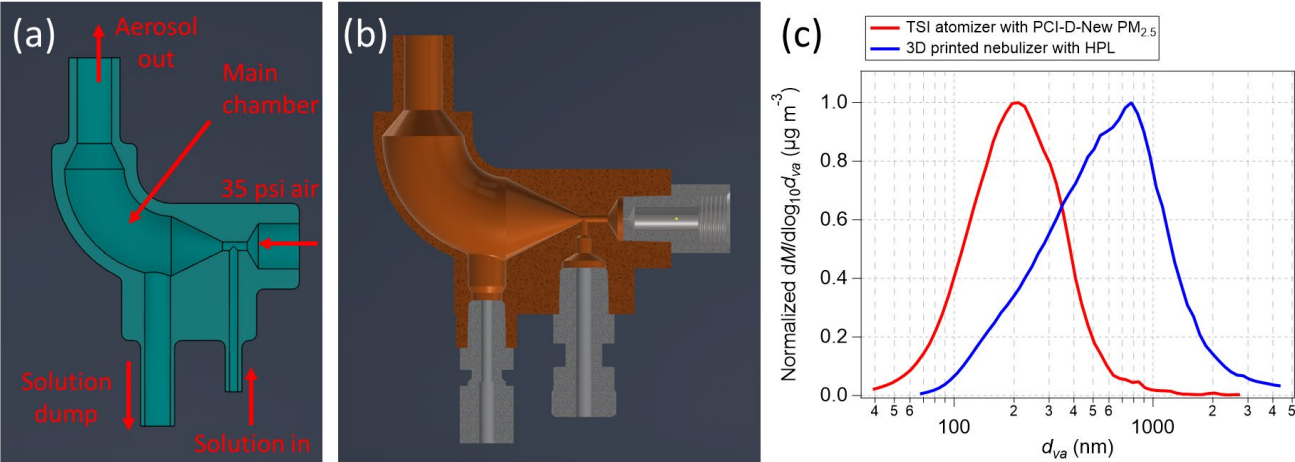 (a)
Aerosol
out
Main
chamber
35 psi air
Solution
dump
Solution in
(b)
(c)
TSI atomizer with PCI-D-New PM2.5
3D printed nebulizer with HPL
Normalized dM/dlog10dva (µg m-3)
1.0
0.8
0.6
0.4
0.2
0.0
4 5 6 2 3 4 5 6 2 3 4 5
100 1000
dva (nm)